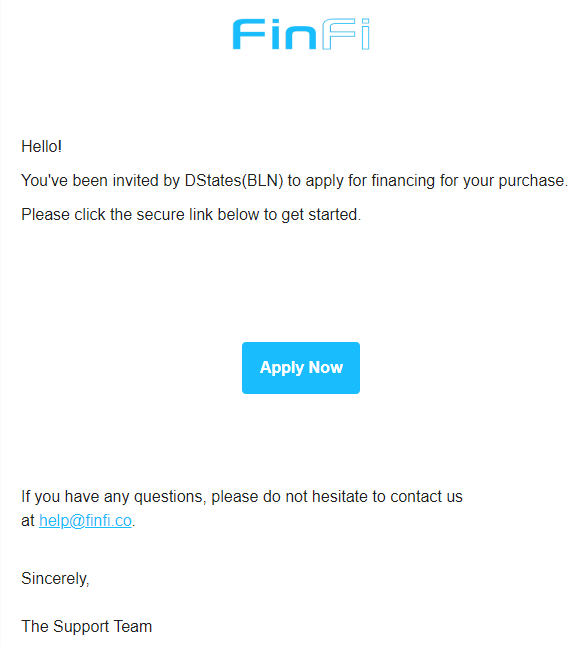 FinFi
Hello!
You've been invited by DStates(BLN) to apply for financing for your purchase.
Please click the secure link below to get started.
Apply Now
If you have any questions, please do not hesitate to contact us
at help@finfi.co.
Sincerely,
The Support Team